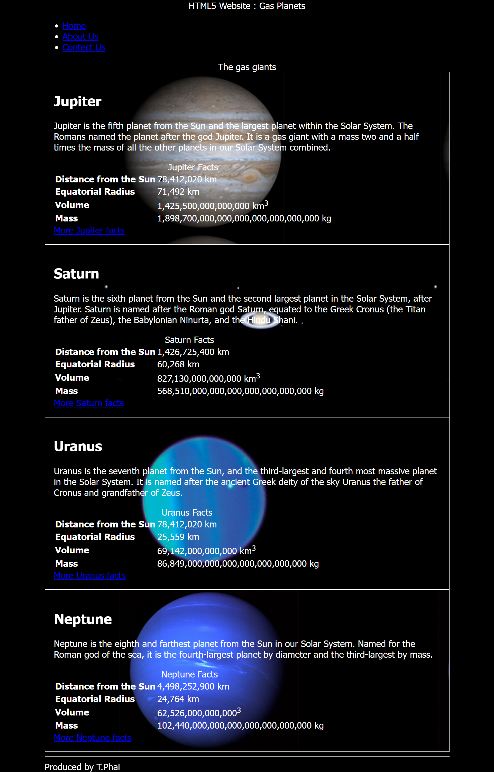 HTML5 Website : Gas Planets
Home
About Us
Contact Us
The gas giants
Jupiter
Jupiter is the fifth planet from the Sun and the largest planet within the Solar System. The
Romans named the planet after the god Jupiter. It is a gas giant with a mass two and a half
times the mass of all the other planets in our Solar System combined.
Jupiter Facts
Distance from the Sun 78,412,020 km
Equatorial Radius 71,492 km
Volume 1,425,500,000,000,000 km³
Mass 1,898,700,000,000,000,000,000,000 kg
More Jupiter facts
Saturn
Saturn is the sixth planet from the Sun and the second largest planet in the Solar System, after
Jupiter. Saturn is named after the Roman god Saturn, equated to the Greek Cronus (the Titan
father of Zeus), the Babylonian Ninurta, and the Hindu Shani.
Saturn Facts
Distance from the Sun 1,426,725,400 km
Equatorial Radius 60,268 km
Volume 827,130,000,000,000 km³
Mass 568,510,000,000,000,000,000,000 kg
More Saturn facts
Uranus
Uranus is the seventh planet from the Sun, and the third-largest and fourth most massive planet
in the Solar System. It is named after the ancient Greek deity of the sky Uranus the father of
Cronus and grandfather of Zeus.
Uranus Facts
Distance from the Sun 78,412,020 km
Equatorial Radius 25,559 km
Volume 69,142,000,000,000 km³
Mass 86,849,000,000,000,000,000,000 kg
More Uranus facts
Neptune
Neptune is the eighth and farthest planet from the Sun in our Solar System. Named for the
Roman god of the sea, it is the fourth-largest planet by diameter and the third-largest by mass.
Neptune Facts
Distance from the Sun 4,498,252,900 km
Equatorial Radius 24,764 km
Volume 62,526,000,000,000³
Mass 102,440,000,000,000,000,000,000 kg
More Neptune facts
Produced by T.Phal